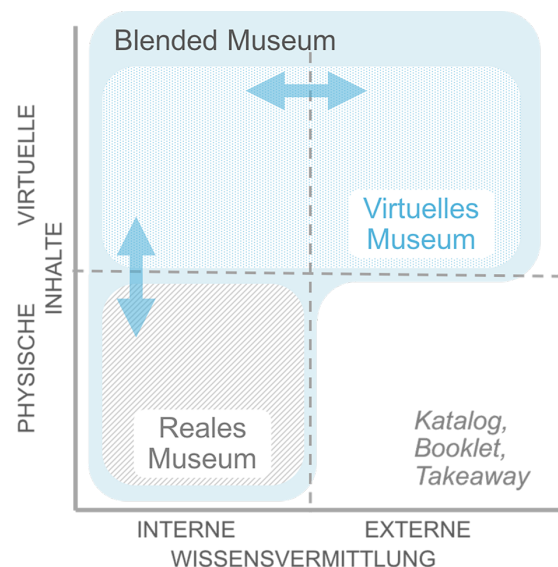 Blended Museum
VIRTUELLE
INHALTE
PHYSISCHE
Virtuelles
Museum
Reales
Museum
Katalog,
Booklet,
Takeaway
INTERNE
EXTERNE
WISSENSVERMITTLUNG